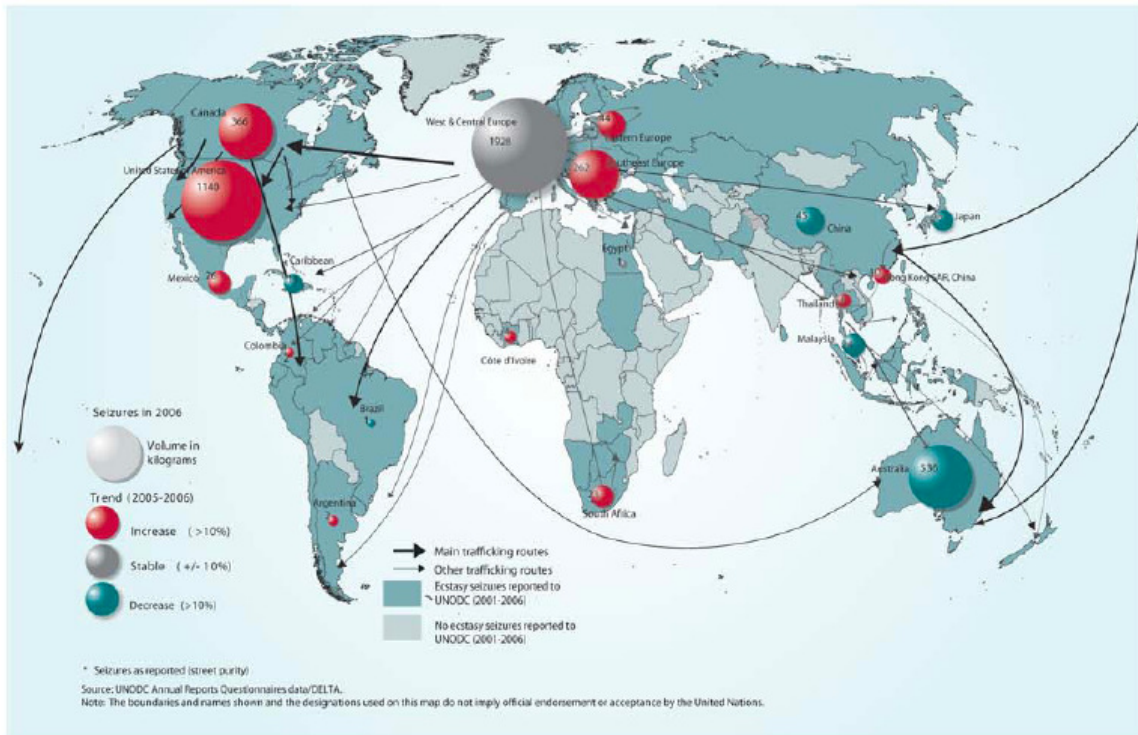 Canada
366
West & Central Europe
1928
44
Eastern Europe
Southeast Europe
262
United States of America
1140
45
China
Japan
Mexico
26
Caribbean
Egypt
Hong Kong SAR, China
Thailand
Malaysia
Colombia
Côte d'Ivoire
Brazil
Australia
536
Argentina
South Africa
Seizures in 2006
Volume in
kilograms
Trend (2005-2006)
Increase (>10%)
Stable (+/- 10%)
Decrease (>10%)
Main trafficking routes
Other trafficking routes
Ecstasy seizures reported to
UNODC (2001-2006)
No ecstasy seizures reported to
UNODC (2001-2006)
* Seizures as reported (street purity)
Source: UNODC Annual Reports Questionnaires data/DELTA.
Note: The boundaries and names shown and the designations used on this map do not imply official endorsement or acceptance by the United Nations.